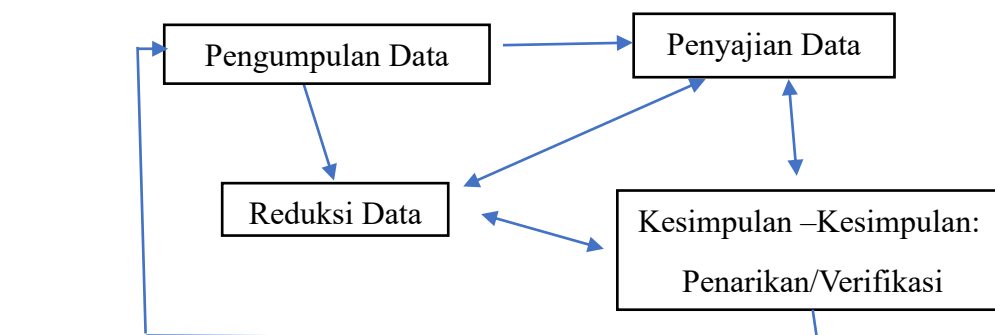 Pengumpulan Data
Penyajian Data
Reduksi Data
Kesimpulan –Kesimpulan:
Penarikan/Verifikasi